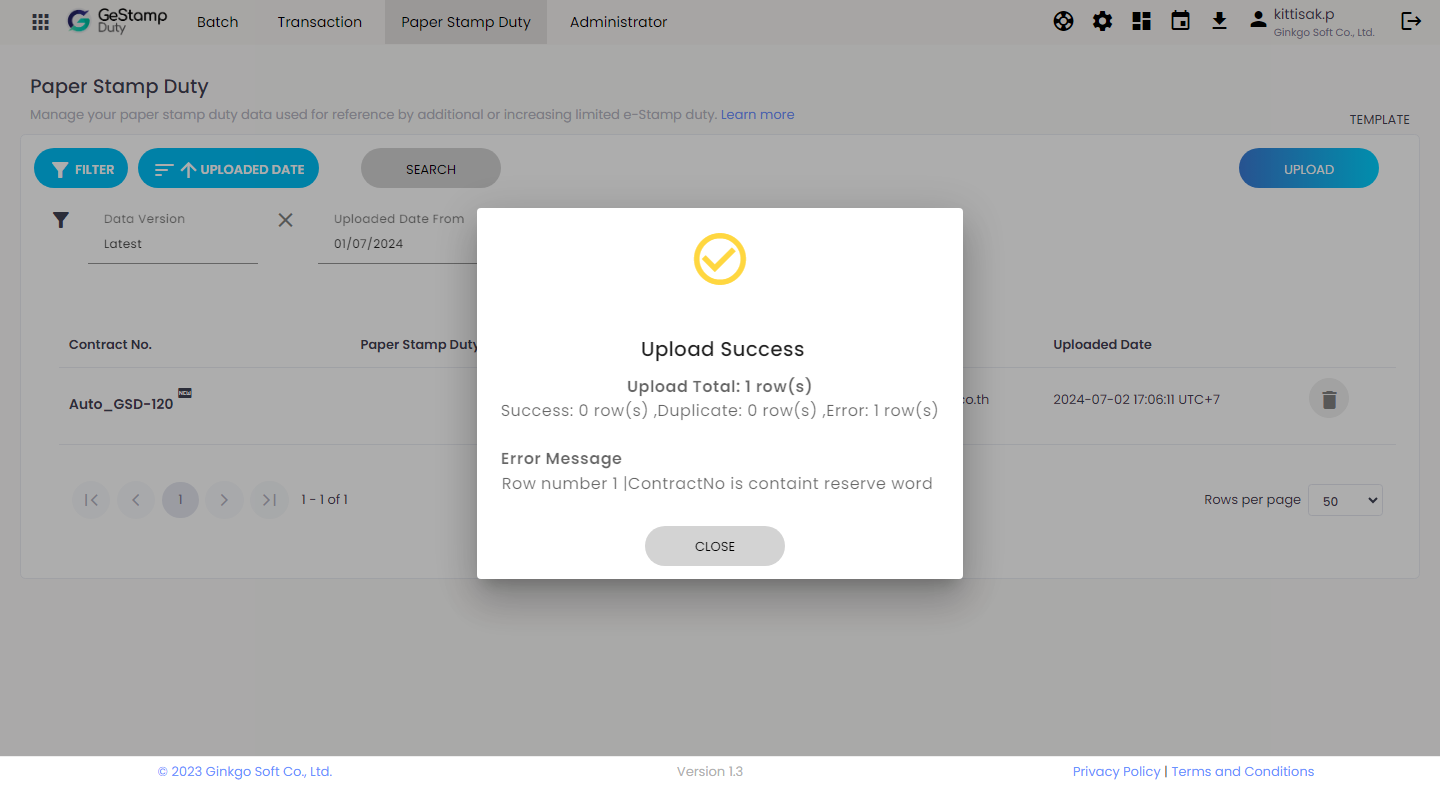 GeStamp
Duty
Batch
Transaction
Paper Stamp Duty
Administrator
kittisak.p
Ginkgo Soft Co., Ltd.
Paper Stamp Duty
Manage your paper stamp duty data used for reference by additional or increasing limited e-Stamp duty. Learn more
TEMPLATE
FILTER
UPLOADED DATE
SEARCH
UPLOAD
Data Version
Latest
Uploaded Date From
01/07/2024
Upload Success
Upload Total: 1 row(s)
Success: 0 row(s) ,Duplicate: 0 row(s) ,Error: 1 row(s)
Error Message
Row number 1 |ContractNo is containt reserve word
CLOSE
Contract No.
Paper Stamp Duty
Uploaded Date
Auto_GSD-120
NEW
co.th
2024-07-02 17:06:11 UTC+7
1
1 - 1 of 1
Rows per page
50
© 2023 Ginkgo Soft Co., Ltd.
Version 1.3
Privacy Policy | Terms and Conditions